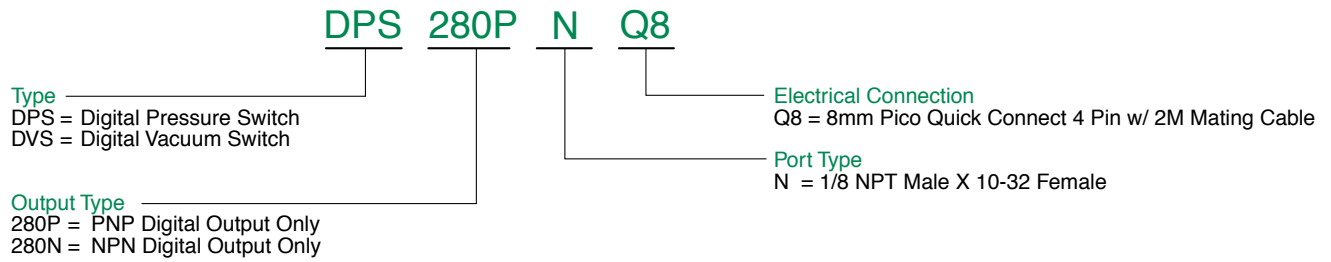 DPS 280P N Q8
Type
DPS = Digital Pressure Switch
DVS = Digital Vacuum Switch
Output Type
280P = PNP Digital Output Only
280N = NPN Digital Output Only
Electrical Connection
Q8 = 8mm Pico Quick Connect 4 Pin w/ 2M Mating Cable
Port Type
N = 1/8 NPT Male X 10-32 Female